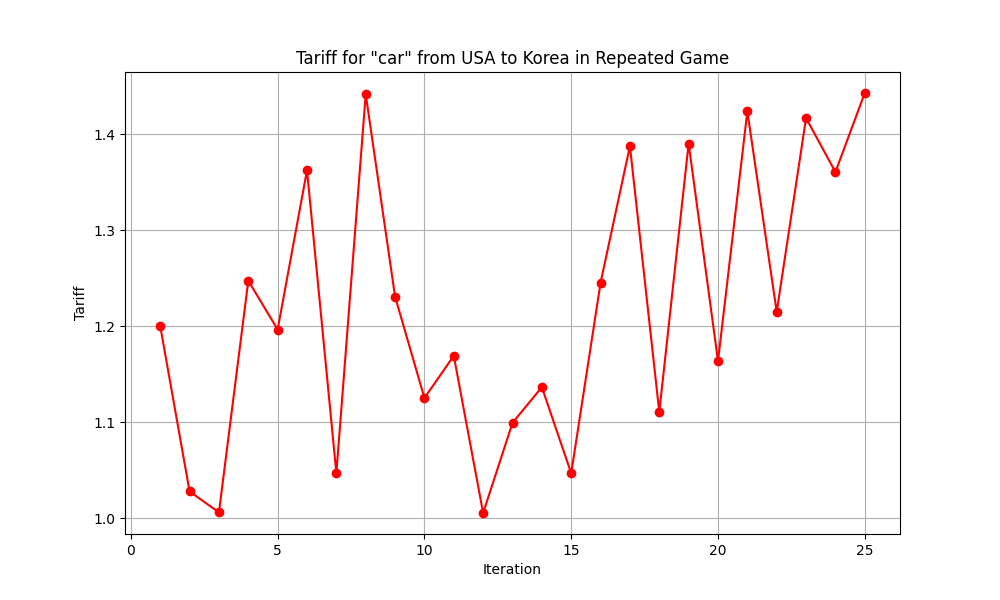 Tariff for "car" from USA to Korea in Repeated Game
Tariff
1.4
1.3
1.2
1.1
1.0
0 5 10 15 20 25
Iteration